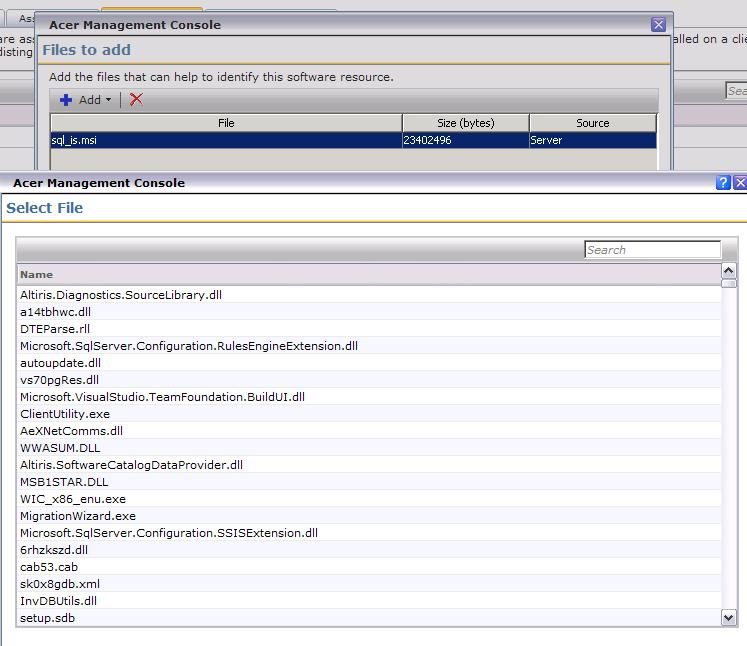 Ass
Acer Management Console
are ass
alled on a clie
disting
Files to add
Add the files that can help to identify this software resource.
Add
Sea
File Size (bytes) Source
sql_is.msi 23402496 Server
Acer Management Console
Select File
Search
Name
Altiris.Diagnostics.SourceLibrary.dll
a14tbhwc.dll
DTEParse.rll
Microsoft.SqlServer.Configuration.RulesEngineExtension.dll
autoupdate.dll
vs70pgRes.dll
Microsoft.VisualStudio.TeamFoundation.BuildUI.dll
ClientUtility.exe
AeXNetComms.dll
WWASUM.DLL
Altiris.SoftwareCatalogDataProvider.dll
MSB1STAR.DLL
WIC_x86_enu.exe
MigrationWizard.exe
Microsoft.SqlServer.Configuration.SSISExtension.dll
6rhzkszd.dll
cab53.cab
sk0x8gdb.xml
InvDBUtils.dll
setup.sdb